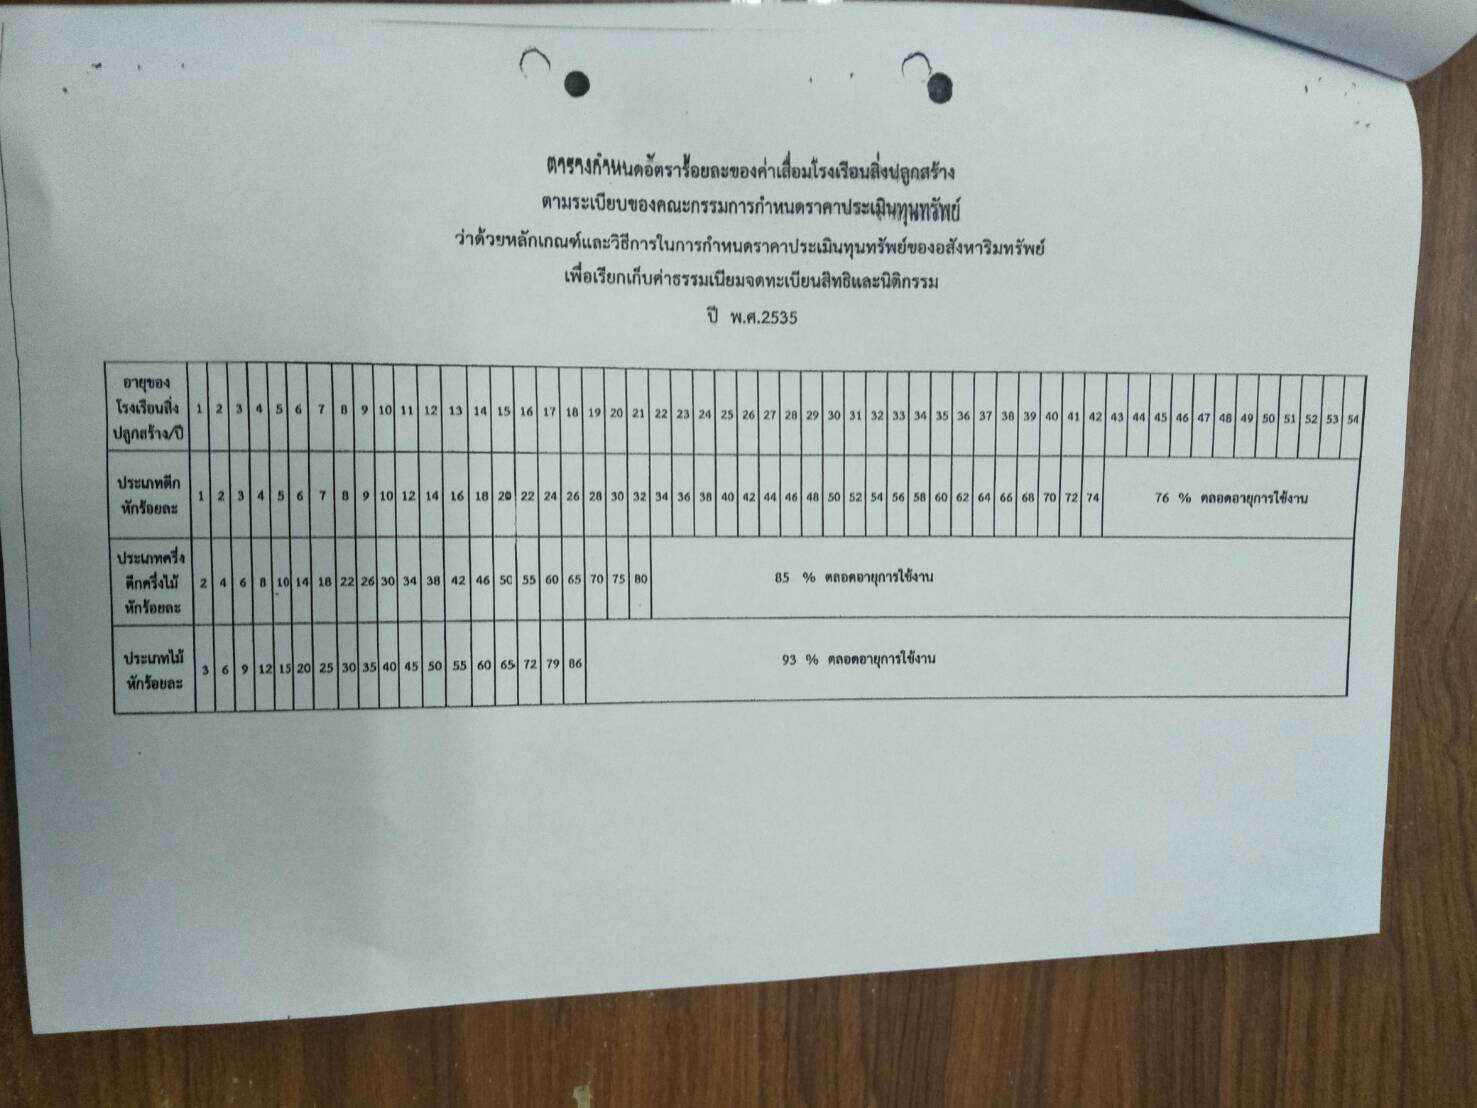 ตารางกำหนดอัตราร้อยละของค่าเสื่อมโรงเรือนสิ่งปลูกสร้าง
ตามระเบียบของคณะกรรมการกำหนดราคาประเมินทุนทรัพย์
ว่าด้วยหลักเกณฑ์และวิธีการในการกำหนดราคาประเมินทุนทรัพย์ของอสังหาริมทรัพย์
เพื่อเรียกเก็บค่าธรรมเนียมจดทะเบียนสิทธิและนิติกรรม
ปี พ.ศ.2535
อายุของ
โรงเรือนสิ่ง
ปลูกสร้าง/ปี
1 2 3 4 5 6 7 8 9 10 11 12 13 14 15 16 17 18 19 20 21 22 23 24 25 26 27 28 29 30 31 32 33 34 35 36 37 38 39 40 41 42 43 44 45 46 47 48 49 50 51 52 53 54
ประเภทตึก
หักร้อยละ
1 2 3 4 5 6 7 8 9 10 12 14 16 18 20 22 24 26 28 30 32 34 36 38 40 42 44 46 48 50 52 54 56 58 60 62 64 66 68 70 72 74 76 % ตลอดอายุการใช้งาน
ประเภทครึ่ง
ตึกครึ่งไม้
หักร้อยละ
2 4 6 8 10 14 18 22 26 30 34 38 42 46 50 55 60 65 70 75 80 85 % ตลอดอายุการใช้งาน
ประเภทไม้
หักร้อยละ
3 6 9 12 15 20 25 30 35 40 45 50 55 60 65 72 79 86 93 % ตลอดอายุการใช้งาน